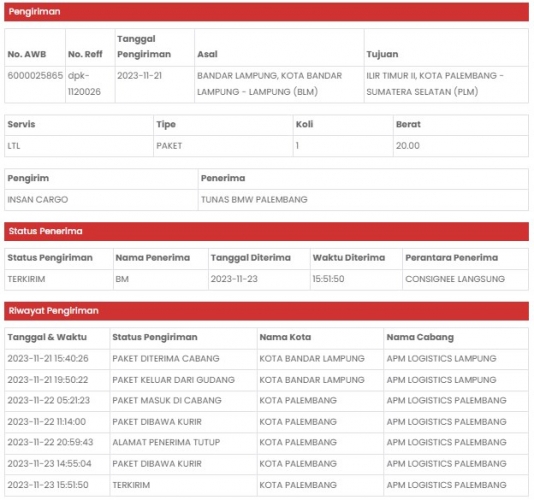 Pengiriman
No. AWB No. Reff Tanggal Pengiriman Asal Tujuan
6000025865 dpk-1120026 2023-11-21 BANDAR LAMPUNG, KOTA BANDAR LAMPUNG - LAMPUNG (BLM) ILIR TIMUR II, KOTA PALEMBANG - SUMATERA SELATAN (PLM)
Servis Tipe Koli Berat
LTL PAKET 1 20.00
Pengirim Penerima
INSAN CARGO TUNAS BMW PALEMBANG
Status Penerima
Status Pengiriman Nama Penerima Tanggal Diterima Waktu Diterima Perantara Penerima
TERKIRIM BM 2023-11-23 15:51:50 CONSIGNEE LANGSUNG
Riwayat Pengiriman
Tanggal & Waktu Status Pengiriman Nama Kota Nama Cabang
2023-11-21 15:40:26 PAKET DITERIMA CABANG KOTA BANDAR LAMPUNG APM LOGISTICS LAMPUNG
2023-11-21 19:50:22 PAKET KELUAR DARI GUDANG KOTA BANDAR LAMPUNG APM LOGISTICS LAMPUNG
2023-11-22 05:21:23 PAKET MASUK DI CABANG KOTA PALEMBANG APM LOGISTICS PALEMBANG
2023-11-22 11:14:00 PAKET DIBAWA KURIR KOTA PALEMBANG APM LOGISTICS PALEMBANG
2023-11-22 20:59:43 ALAMAT PENERIMA TUTUP KOTA PALEMBANG APM LOGISTICS PALEMBANG
2023-11-23 14:55:04 PAKET DIBAWA KURIR KOTA PALEMBANG APM LOGISTICS PALEMBANG
2023-11-23 15:51:50 TERKIRIM KOTA PALEMBANG APM LOGISTICS PALEMBANG